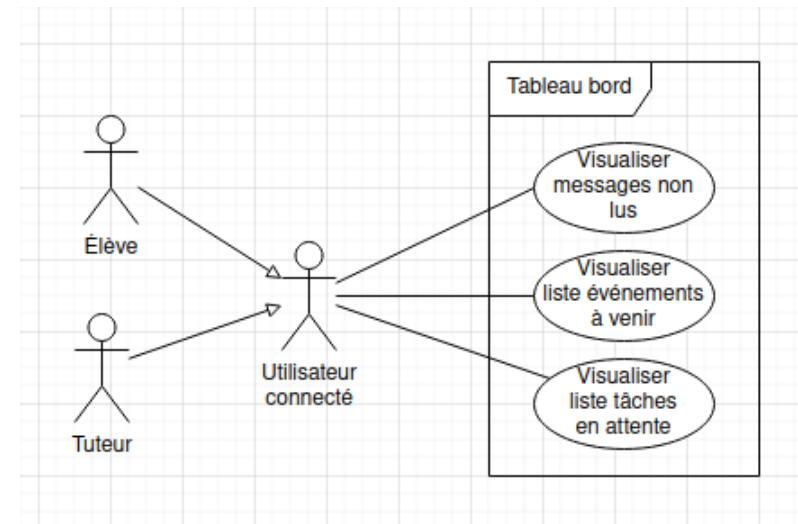 Tableau bord
Visualiser
messages non
lus
Élève
Visualiser
liste événements
à venir
Utilisateur
connecté
Visualiser
liste tâches
en attente
Tuteur